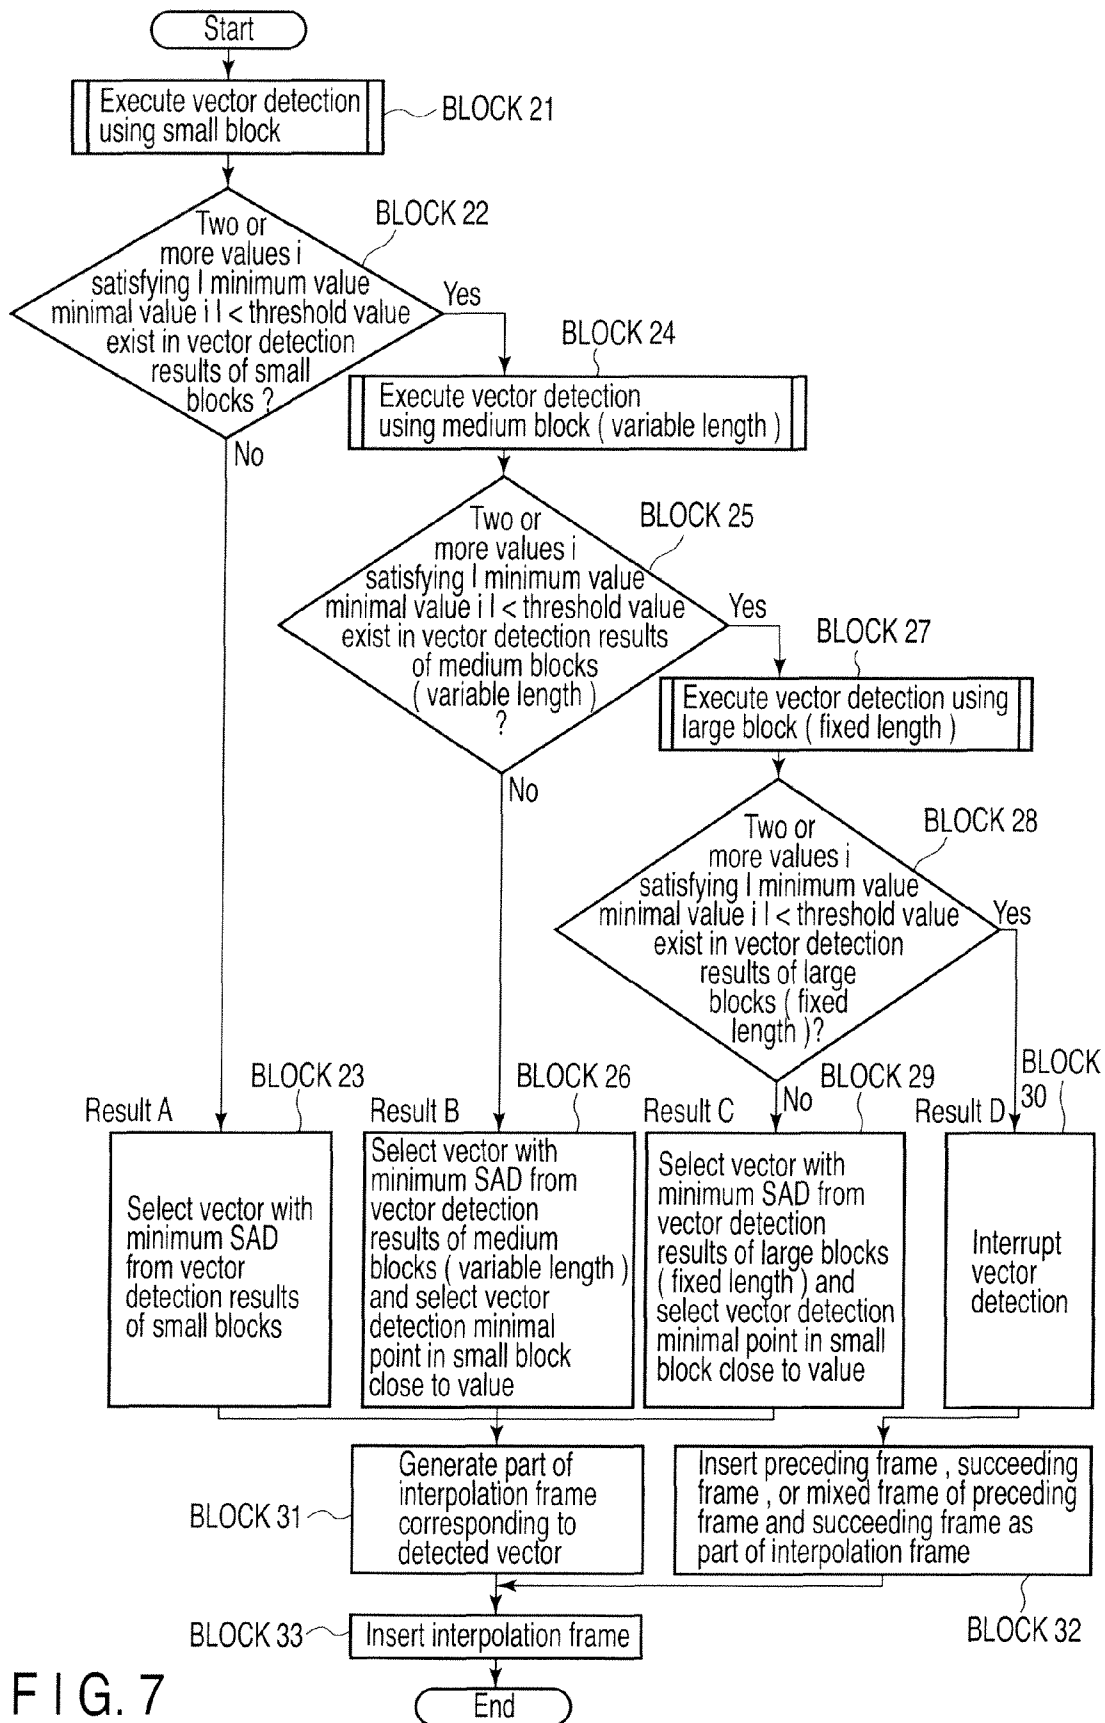 Start
Execute vector detection
using small block
BLOCK 21
BLOCK 22
Two or
more values i
satisfying | minimum value
minimal value i | < threshold value
exist in vector detection
results of small
blocks ?
Yes
No
BLOCK 24
Execute vector detection
using medium block ( variable length )
BLOCK 25
Two or
more values i
satisfying | minimum value
minimal value i | < threshold value
exist in vector detection results
of medium blocks
( variable length )
?
Yes
No
BLOCK 27
Execute vector detection using
large block ( fixed length )
BLOCK 28
Two or
more values i
satisfying | minimum value
minimal value i | < threshold value
exist in vector detection
results of large
blocks ( fixed
length )?
Yes
No
BLOCK 23
Result A
Select vector with
minimum SAD
from vector
detection results
of small blocks
BLOCK 26
Result B
Select vector with
minimum SAD from
vector detection
results of medium
blocks ( variable length )
and select vector
detection minimal
point in small block
close to value
BLOCK 29
Result C
Select vector with
minimum SAD from
vector detection
results of large blocks
( fixed length ) and
select vector detection
minimal point in small
block close to value
BLOCK
30
Result D
Interrupt
vector
detection
BLOCK 31
Generate part of
interpolation frame
corresponding to
detected vector
Insert preceding frame , succeeding
frame , or mixed frame of preceding
frame and succeeding frame as
part of interpolation frame
BLOCK 32
BLOCK 33
Insert interpolation frame
End
FIG. 7